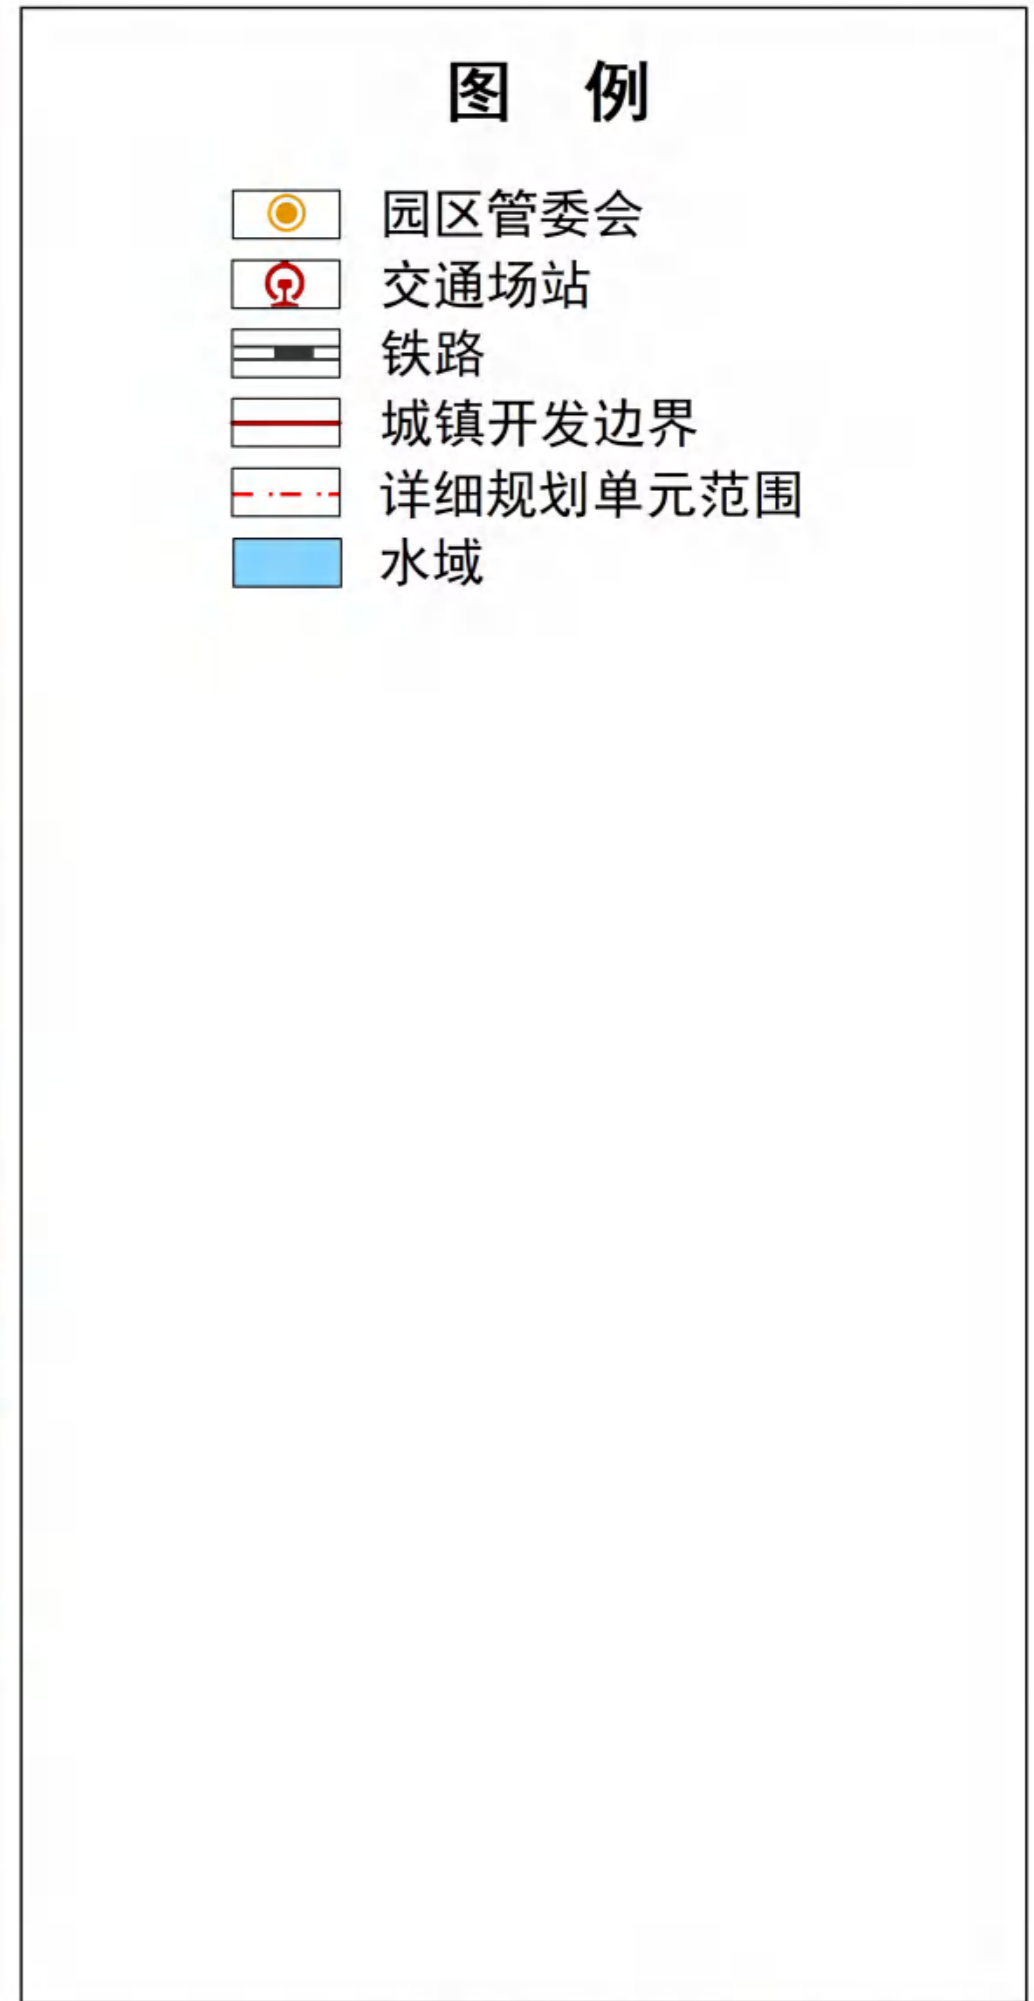 图 例
园区管委会
交通场站
铁路
城镇开发边界
详细规划单元范围
水域